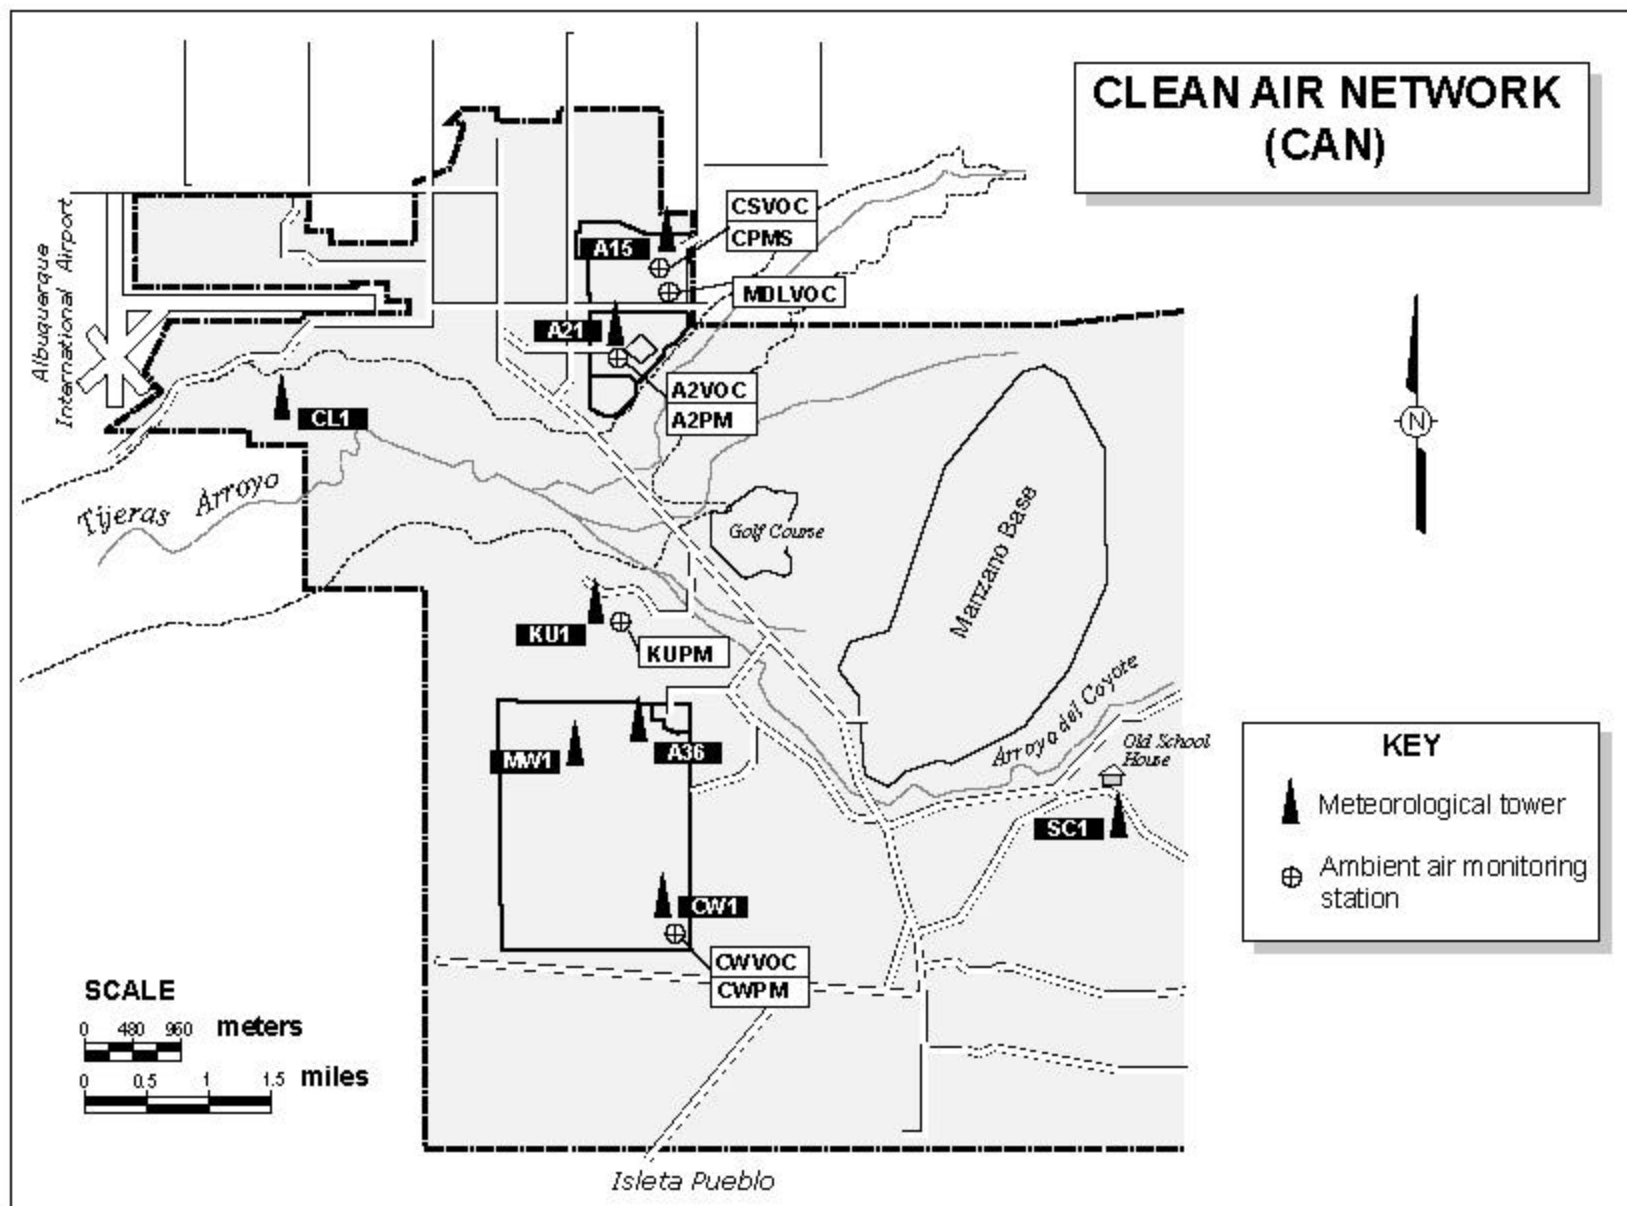 CLEAN AIR NETWORK
(CAN)
Albuquerque
International Airport
CSVOC
CPMS
A15
MDLVOC
A21
A2VOC
A2PM
CL1
N
Tijeras Arroyo
Golf Course
Manzano Base
KU1
KUPM
Arroyo del Coyote
Old School
House
MW1
A36
SC1
CW1
CWVOC
CWPM
KEY
Meteorological tower
Ambient air monitoring
station
SCALE
0 480 960 meters
0 0.5 1 1.5 miles
Isleta Pueblo